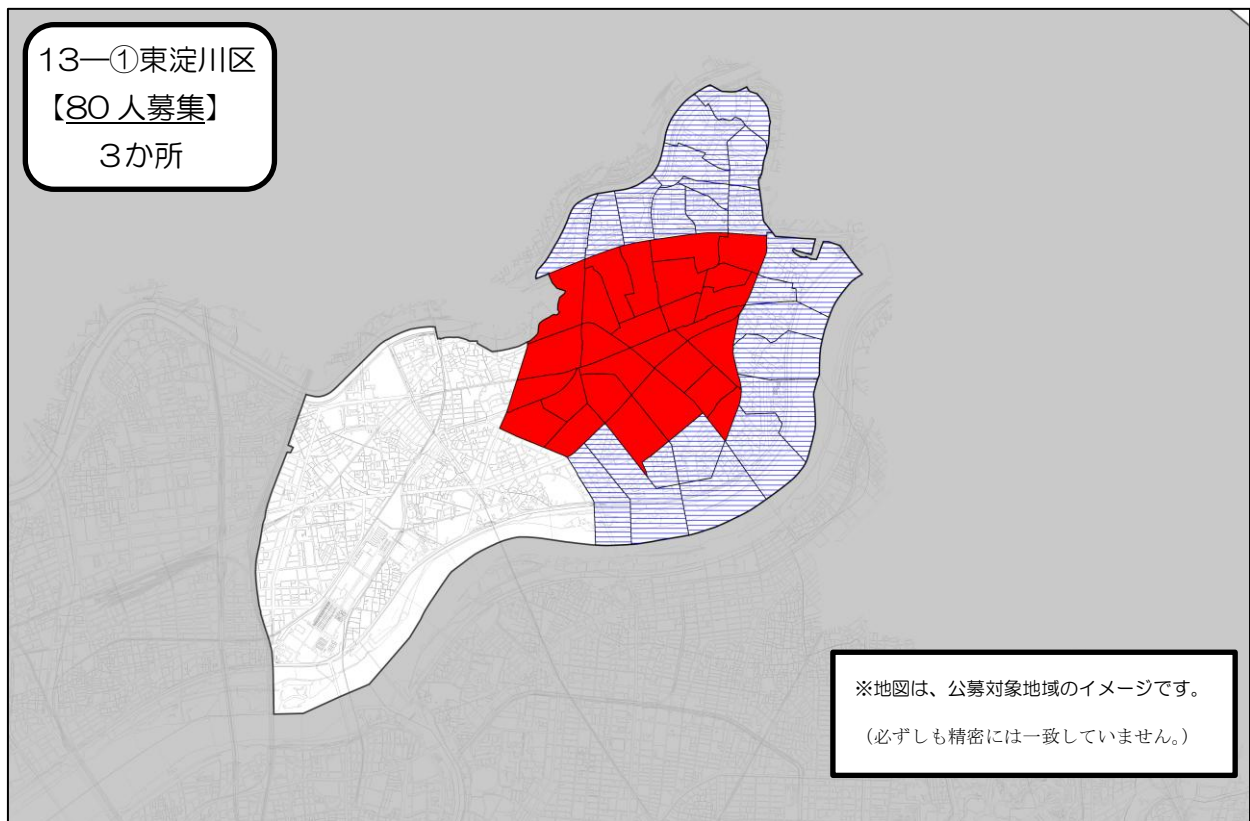 13―①東淀川区
【80人募集】
３か所
※地図は、公募対象地域のイメージです。
（必ずしも精密には一致していません。）